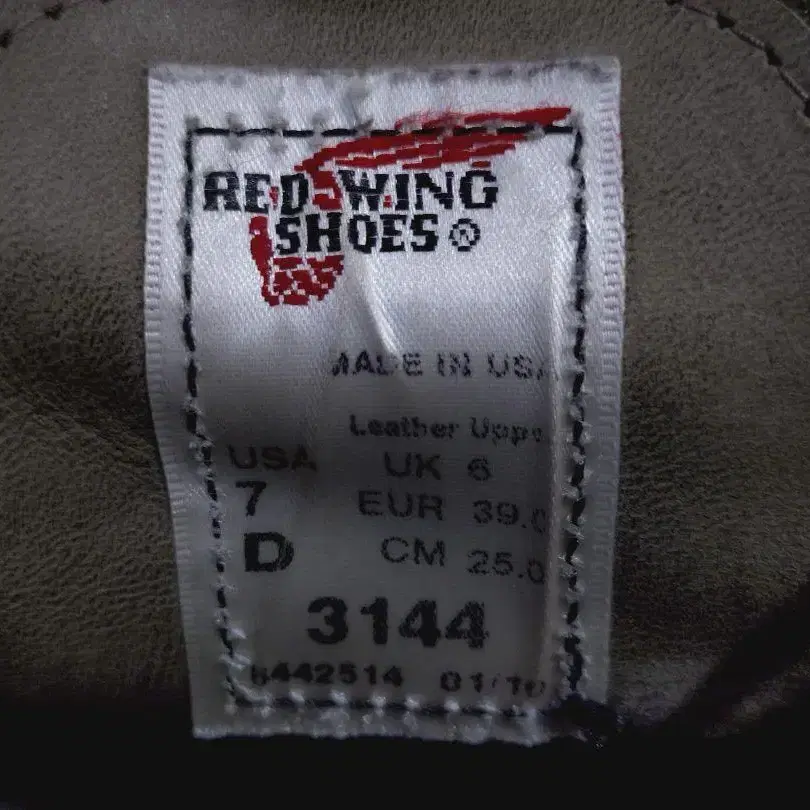 RED WING
SHOES ®
MADE IN USA
Leather Uppe
USA UK 6
7 EUR 39.0
D CM 25.0
3144
01/10